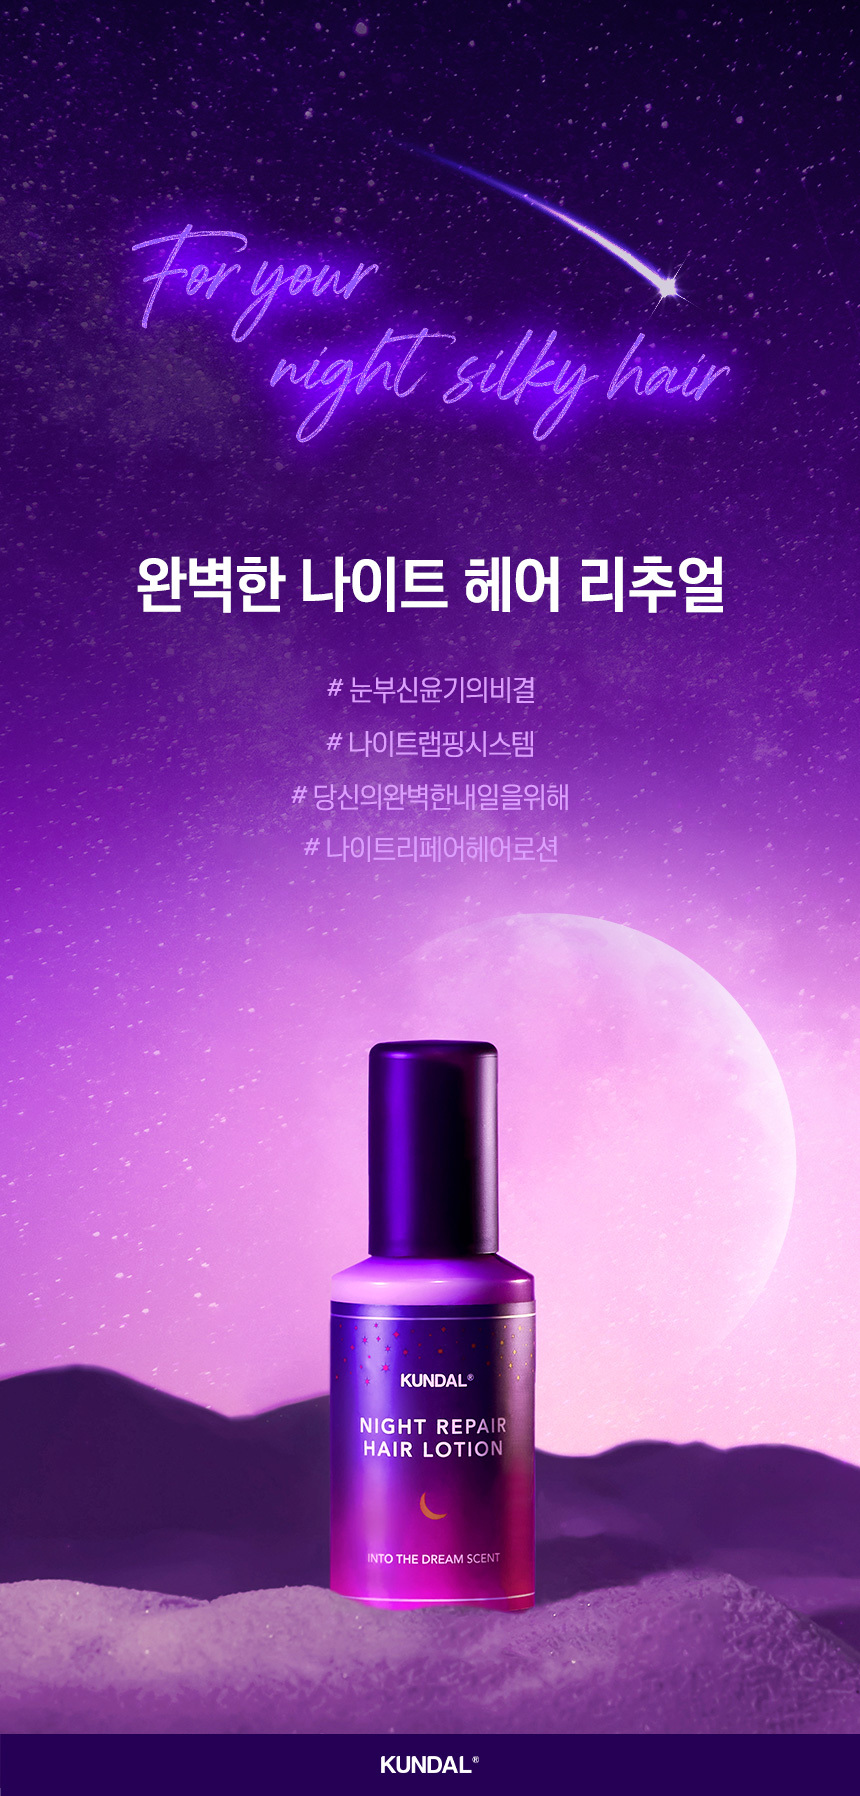 For your
night silky hair
완벽한 나이트 헤어 리추얼
# 눈부신윤기의비결
# 나이트랩핑시스템
# 당신의완벽한내일을위해
# 나이트리페어헤어로션
KUNDAL®
NIGHT REPAIR
HAIR LOTION
INTO THE DREAM SCENT
KUNDAL®